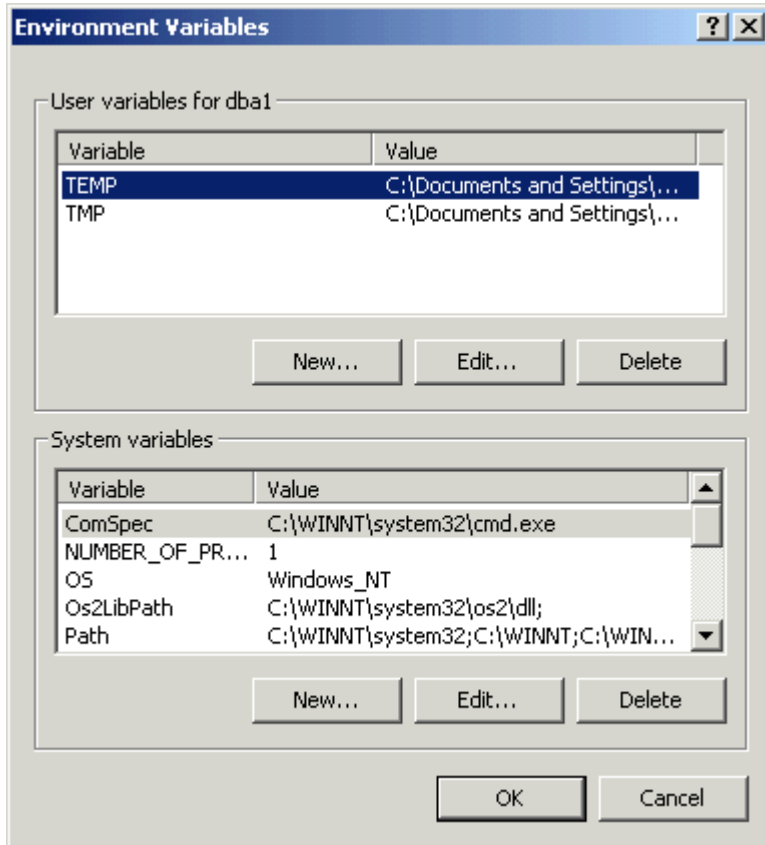 Environment Variables
User variables for dba1
Variable Value
TEMP C:\Documents and Settings\...
TMP C:\Documents and Settings\...
New... Edit... Delete
System variables
Variable Value
ComSpec C:\WINNT\system32\cmd.exe
NUMBER_OF_PR... 1
OS Windows_NT
Os2LibPath C:\WINNT\system32\os2\dll;
Path C:\WINNT\system32;C:\WINNT;C:\WIN...
New... Edit... Delete
OK Cancel